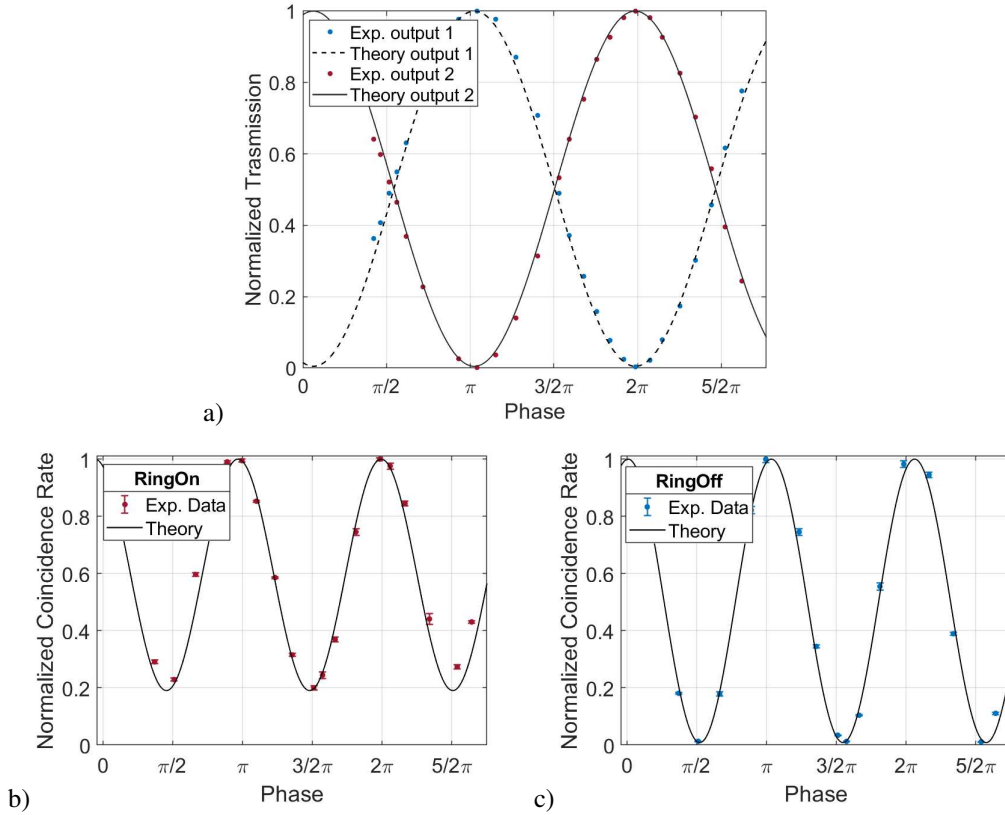 1
0.8
0.6
0.4
0.2
0
Normalized Trasmission
Exp. output 1
Theory output 1
Exp. output 2
Theory output 2
0 π/2 π 3/2π 2π 5/2π
Phase
a)
1
0.8
0.6
0.4
0.2
0
Normalized Coincidence Rate
RingOn
Exp. Data
Theory
0 π/2 π 3/2π 2π 5/2π
Phase
b)
1
0.8
0.6
0.4
0.2
0
Normalized Coincidence Rate
RingOff
Exp. Data
Theory
0 π/2 π 3/2π 2π 5/2π
Phase
c)